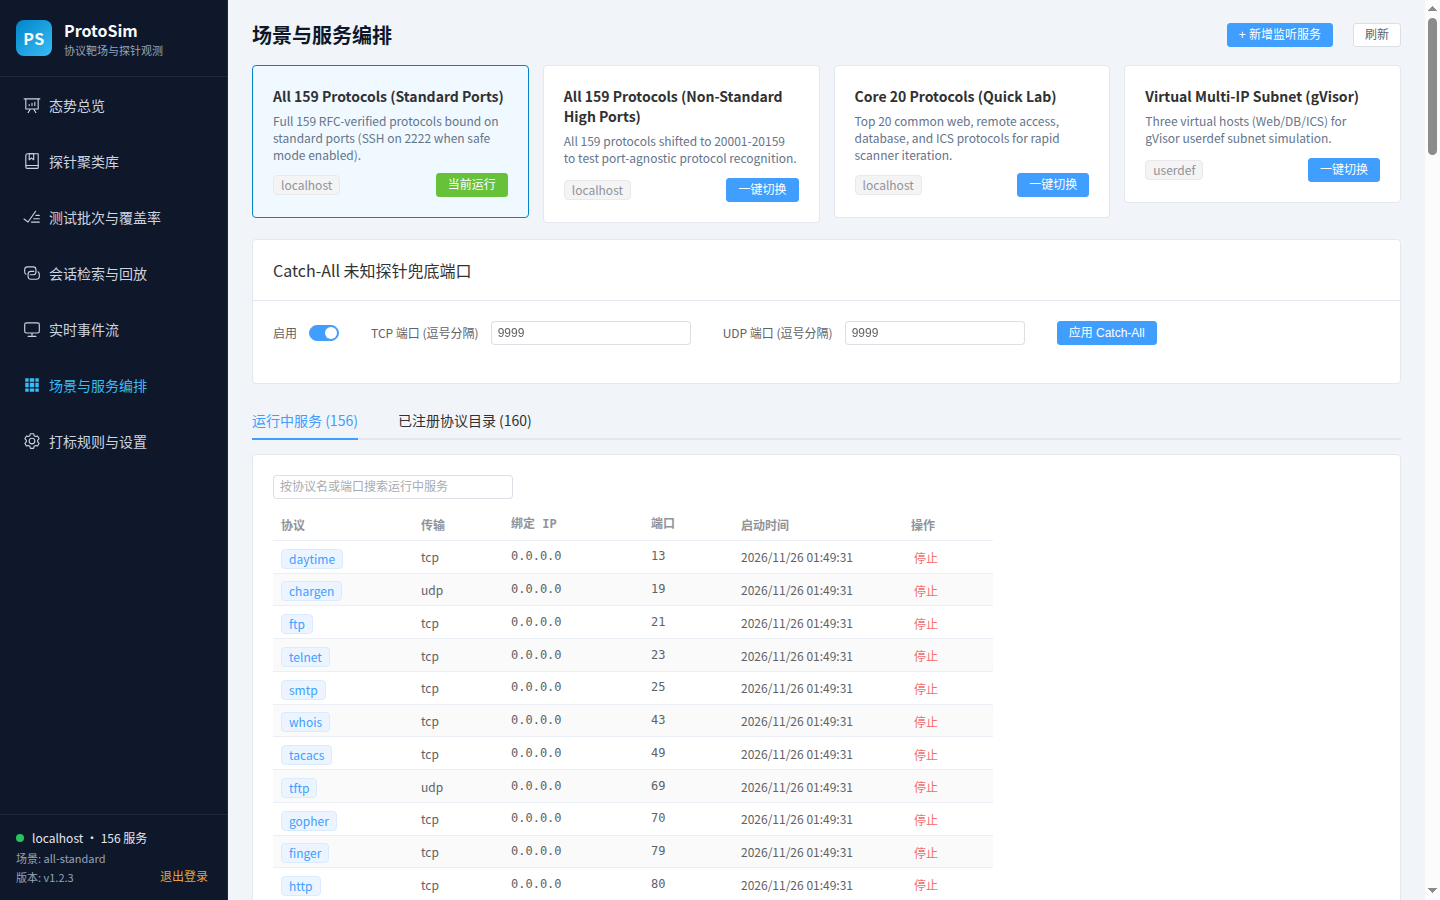 PS
ProtoSim
协议靶场与探针观测
态势总览
探针聚类库
测试批次与覆盖率
会话检索与回放
实时事件流
场景与服务编排
打标规则与设置
localhost · 156 服务
场景: all-standard
版本: v1.2.3
退出登录
场景与服务编排
+ 新增监听服务
刷新
All 159 Protocols (Standard Ports)
Full 159 RFC-verified protocols bound on
standard ports (SSH on 2222 when safe
mode enabled).
localhost
当前运行
All 159 Protocols (Non-Standard
High Ports)
All 159 protocols shifted to 20001-20159
to test port-agnostic protocol recognition.
localhost
一键切换
Core 20 Protocols (Quick Lab)
Top 20 common web, remote access,
database, and ICS protocols for rapid
scanner iteration.
localhost
一键切换
Virtual Multi-IP Subnet (gVisor)
Three virtual hosts (Web/DB/ICS) for
gVisor userdef subnet simulation.
userdef
一键切换
Catch-All 未知探针兜底端口
启用
TCP 端口 (逗号分隔)
9999
UDP 端口 (逗号分隔)
9999
应用 Catch-All
运行中服务 (156)
已注册协议目录 (160)
按协议名或端口搜索运行中服务
协议 传输 绑定 IP 端口 启动时间 操作
daytime tcp 0.0.0.0 13 2026/11/26 01:49:31 停止
chargen udp 0.0.0.0 19 2026/11/26 01:49:31 停止
ftp tcp 0.0.0.0 21 2026/11/26 01:49:31 停止
telnet tcp 0.0.0.0 23 2026/11/26 01:49:31 停止
smtp tcp 0.0.0.0 25 2026/11/26 01:49:31 停止
whois tcp 0.0.0.0 43 2026/11/26 01:49:31 停止
tacacs tcp 0.0.0.0 49 2026/11/26 01:49:31 停止
tftp udp 0.0.0.0 69 2026/11/26 01:49:31 停止
gopher tcp 0.0.0.0 70 2026/11/26 01:49:31 停止
finger tcp 0.0.0.0 79 2026/11/26 01:49:31 停止
http tcp 0.0.0.0 80 2026/11/26 01:49:31 停止